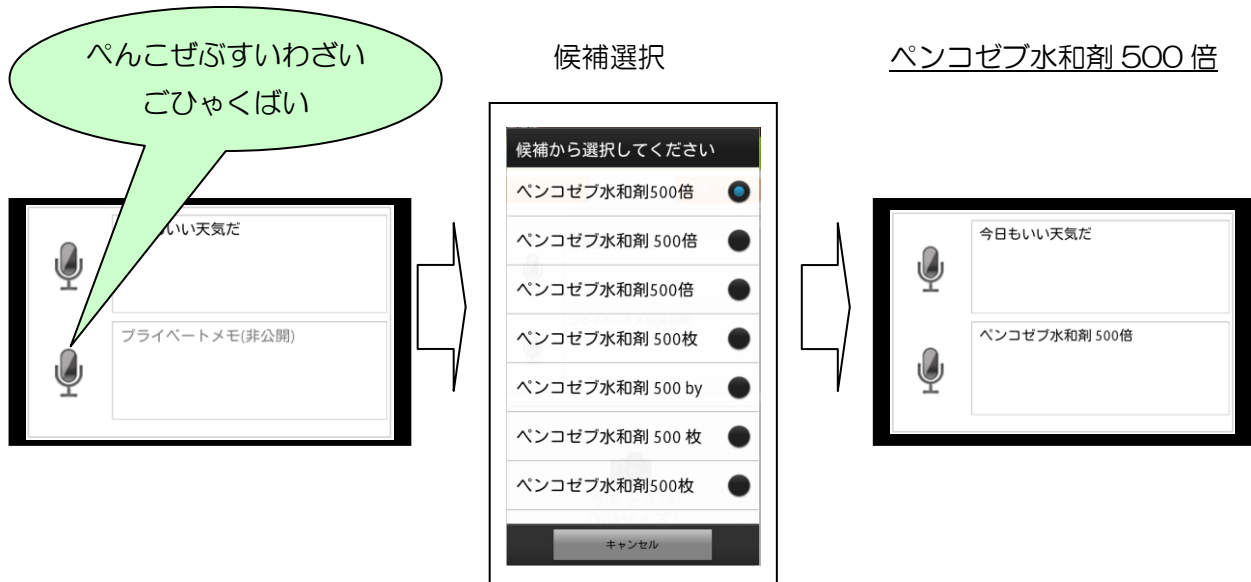 ぺんこぜぶすいわざい
ごひゃくばい
いい天気だ
プライベートメモ(非公開)
候補選択
候補から選択してください
ペンコゼブ水和剤500倍
ペンコゼブ水和剤 500倍
ペンコゼブ水和剤500倍
ペンコゼブ水和剤 500枚
ペンコゼブ水和剤 500 by
ペンコゼブ水和剤 500 枚
ペンコゼブ水和剤500枚
キャンセル
ペンコゼブ水和剤 500 倍
今日もいい天気だ
ペンコゼブ水和剤 500倍